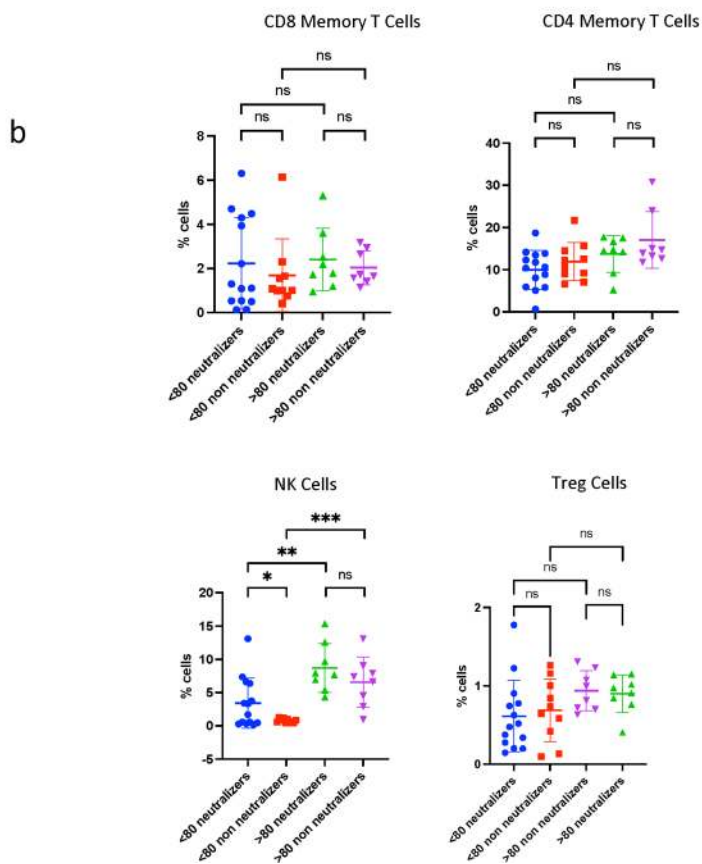 CD8 Memory T Cells
CD4 Memory T Cells
b
ns
ns
ns
ns
8
6
4
2
0
% cells
<80 neutralizers
<80 non neutralizers
>80 neutralizers
>80 non neutralizers
ns
ns
ns
ns
40
30
20
10
0
% cells
<80 neutralizers
<80 non neutralizers
>80 neutralizers
>80 non neutralizers
NK Cells
Treg Cells
***
**
*
ns
20
15
10
5
0
-5
% cells
<80 neutralizers
<80 non neutralizers
>80 neutralizers
>80 non neutralizers
ns
ns
ns
ns
2
1
0
% cells
<80 neutralizers
<80 non neutralizers
>80 non neutralizers
>80 neutralizers